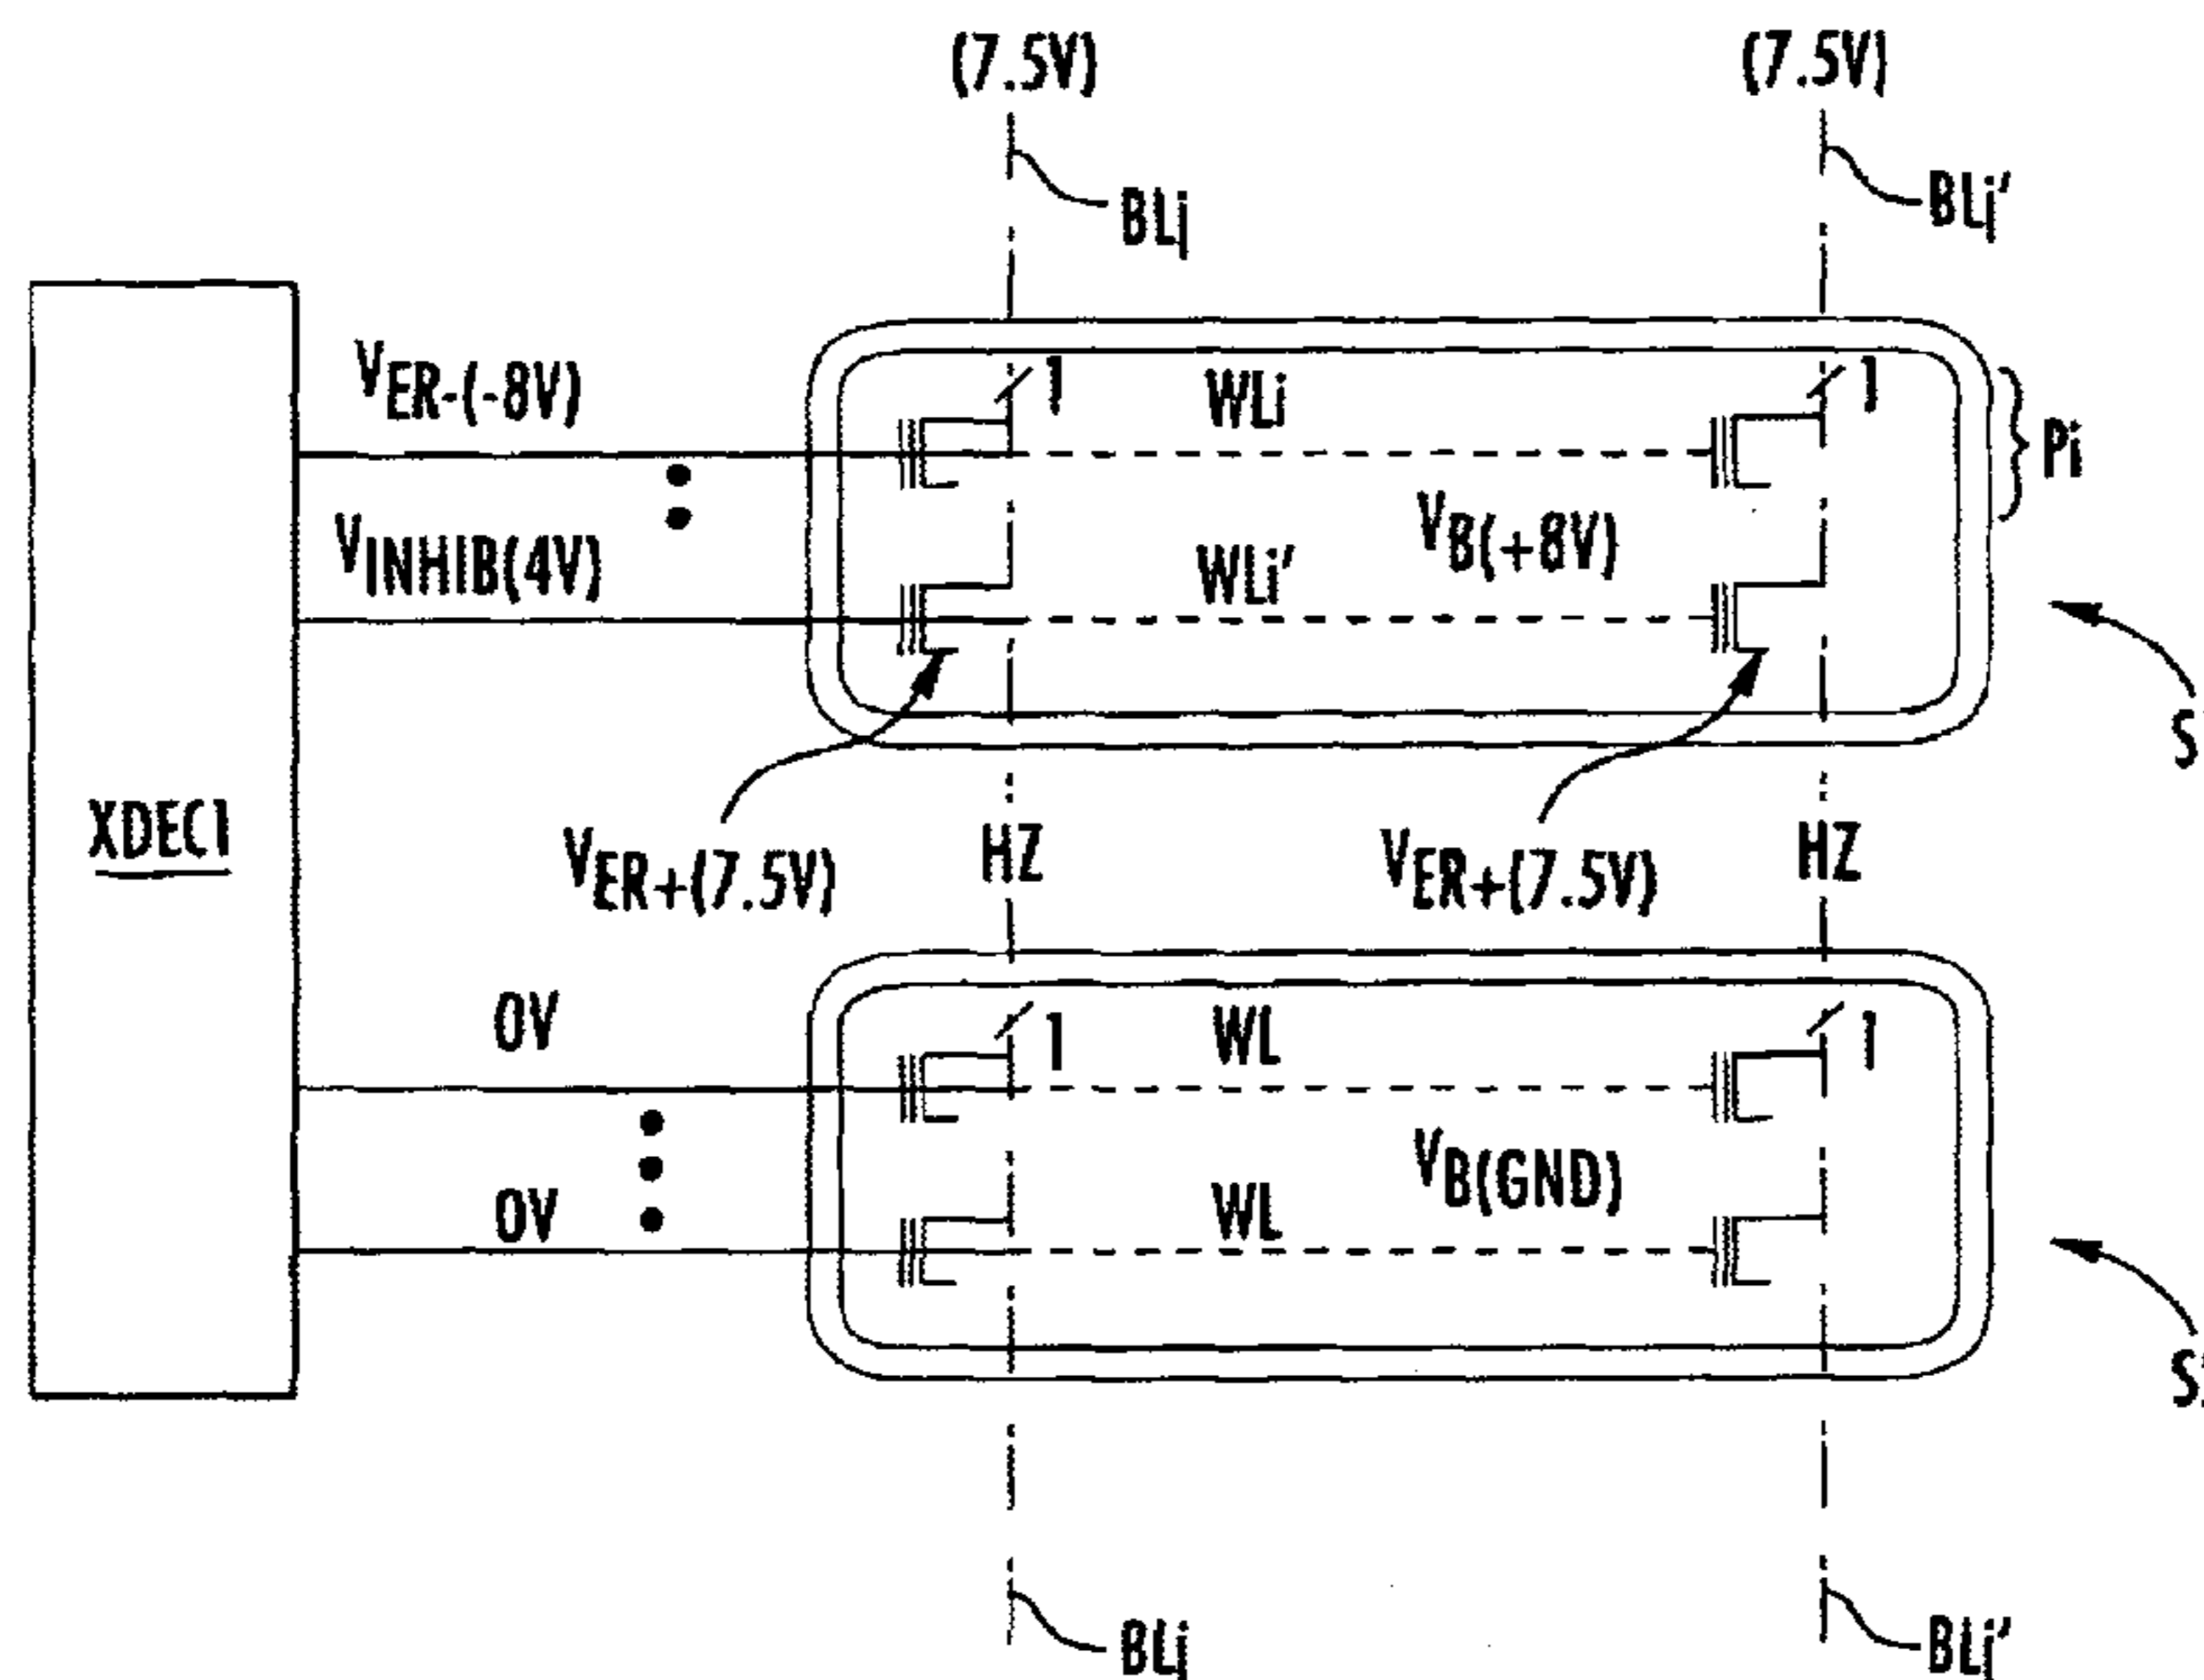 (7.5V) (7.5V)
BLj BLj'
VER-(-8V) 1 WLi 1
Pi
VINHIB(4V) WLi' VB(+8V)
S
XDEC1
VER+(7.5V) HZ VER+(7.5V) HZ
0V 1 WL 1
VB(GND)
0V WL
BLj BLj'